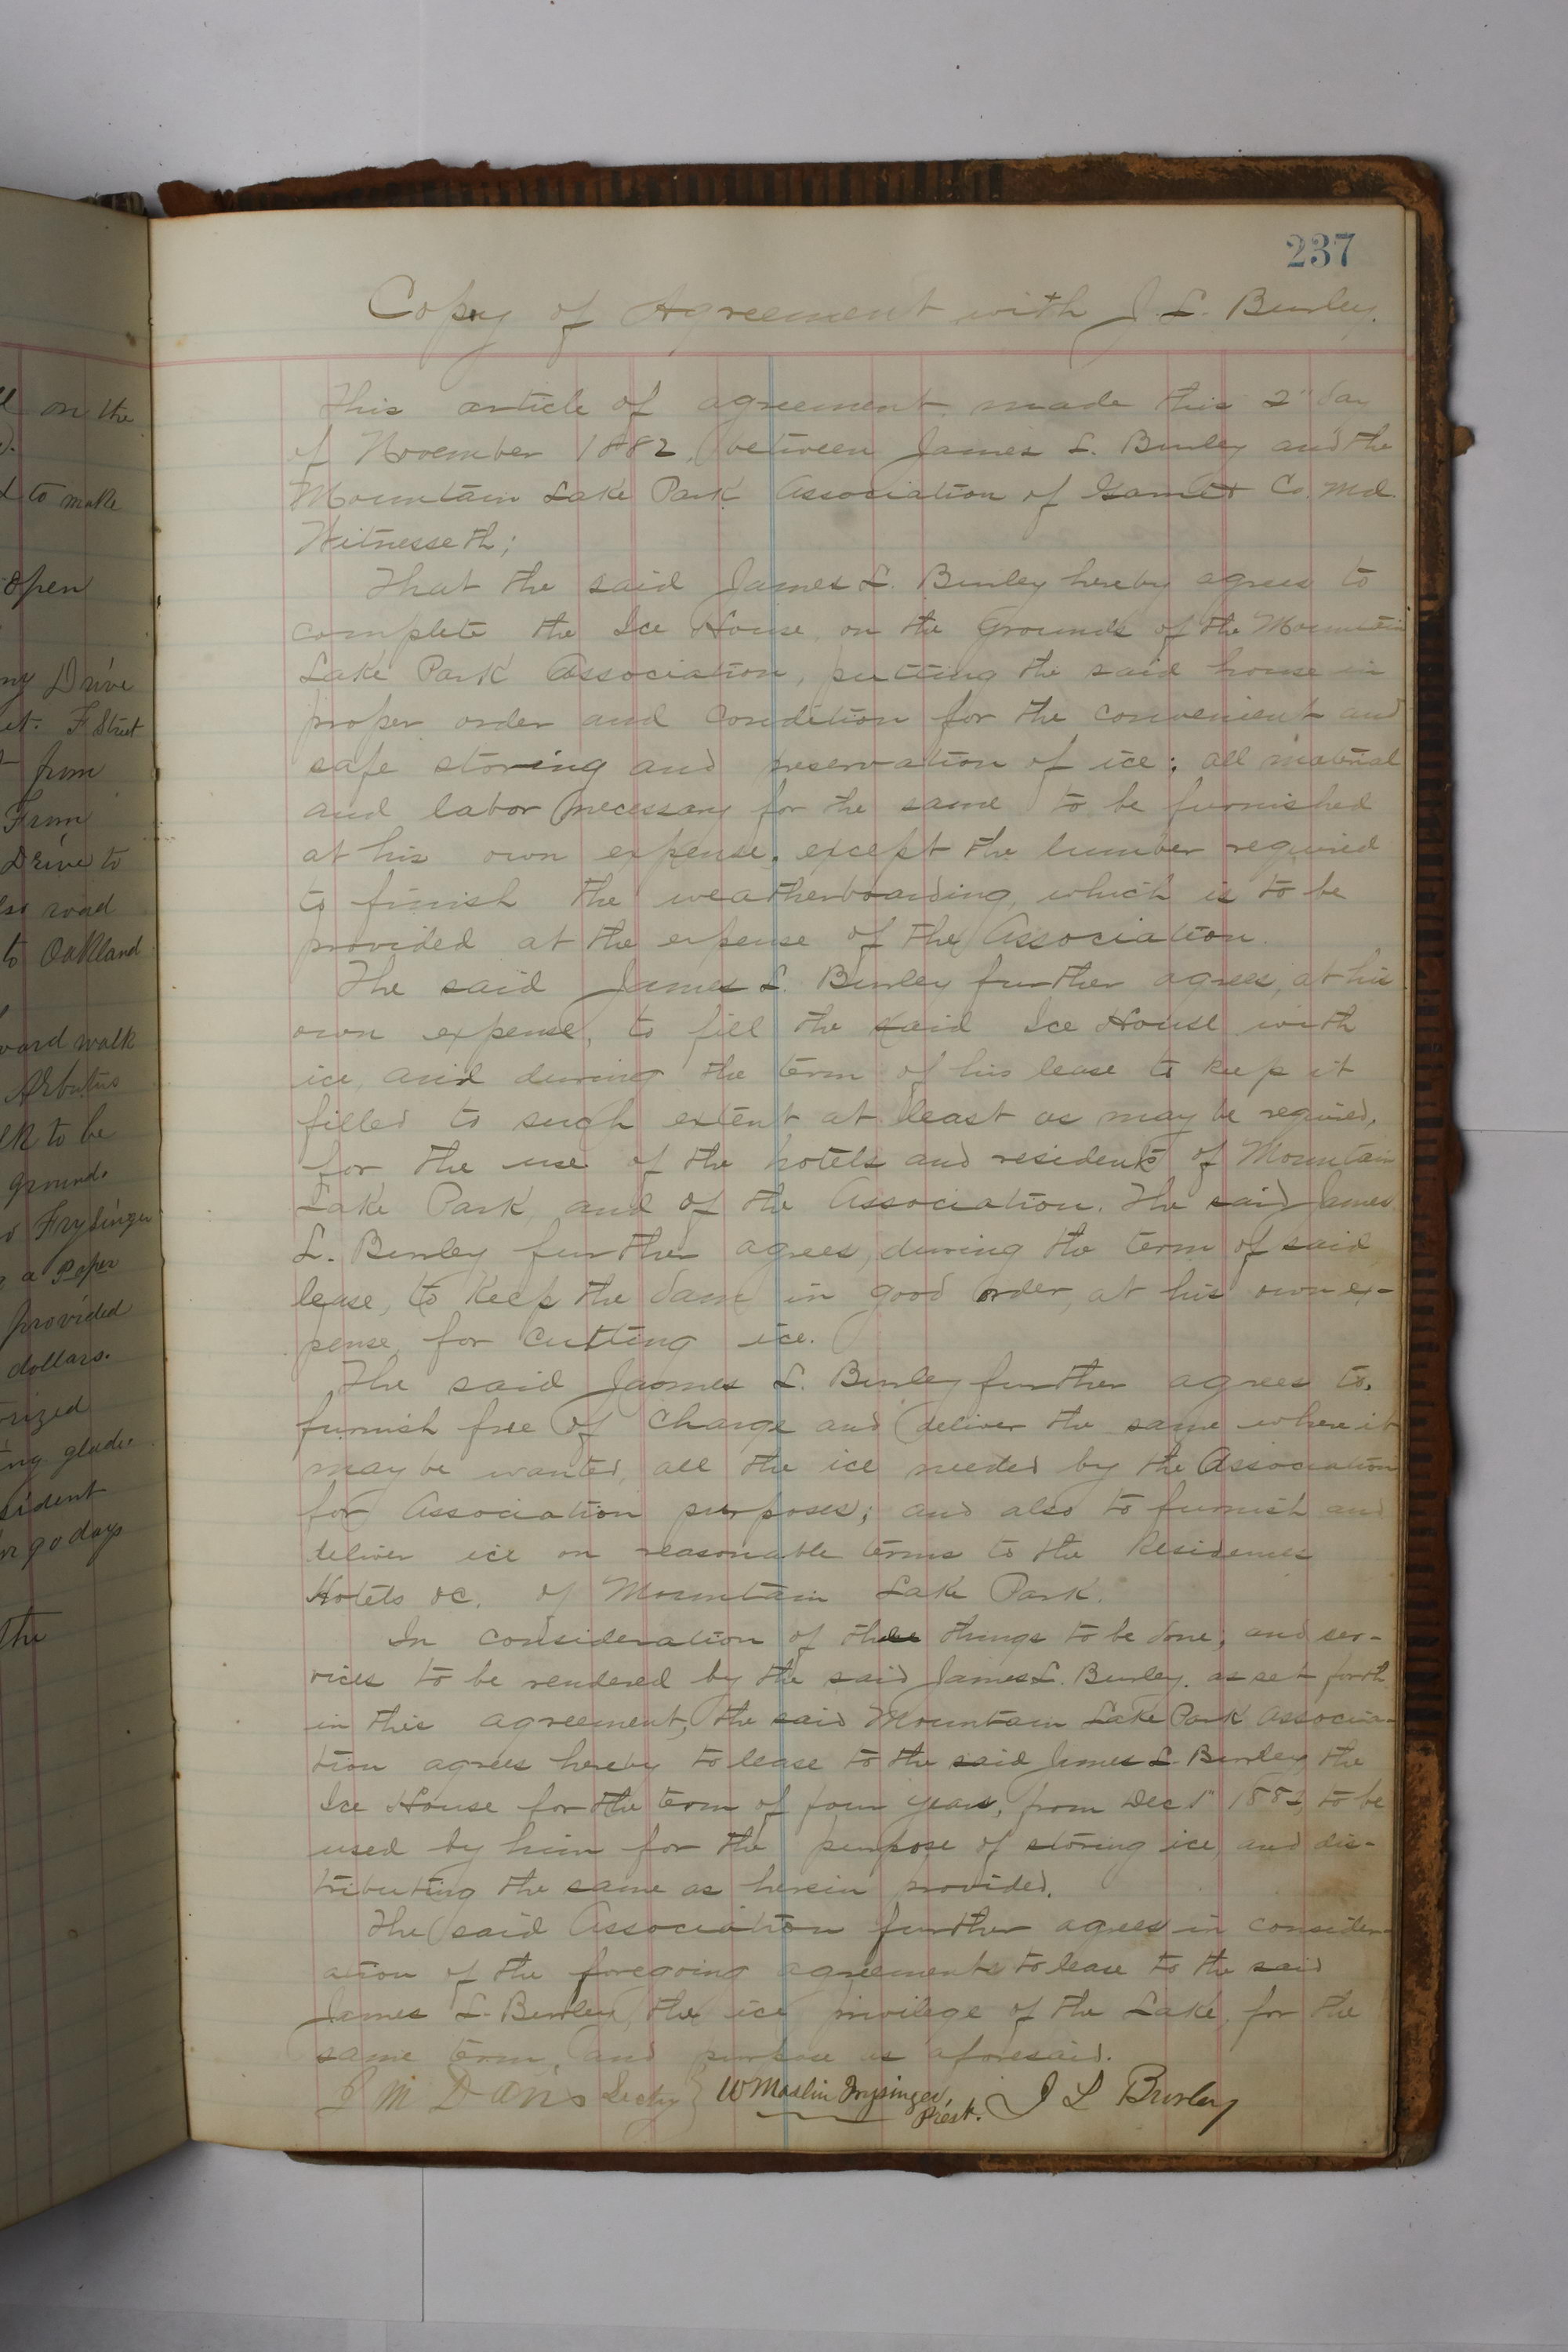 237
Copy of Agreement with J. L. Burley.
This article of agreement made this 2" day
of November 1882, between James L. Burley and the
Mountain Lake Park Association of Garrett Co. Md.
Witnesseth;
That the said James L. Burley hereby agrees to
complete the Ice House, on the Grounds of the Mountain
Lake Park Association, putting the said house in
proper order and condition for the convenient and
safe storing and preservation of ice; all material
and labor necessary for the same to be furnished
at his own expense, except the lumber required
to finish the weatherboarding, which is to be
provided at the expense of the Association.
The said James L. Burley further agrees, at his
own expense, to fill the said Ice House with
ice, and during the term of his lease to keep it
filled to such extent at least as may be required,
for the use of the hotels and residents of Mountain
Lake Park, and of the Association. The said James
L. Burley further agrees, during the term of said
lease, to keep the dam in good order, at his own ex-
pense, for cutting ice.
The said James L. Burley further agrees to,
furnish free of charge and deliver the same where it
may be wanted, all the ice needed by the Association
for Association purposes; and also to furnish and
deliver ice on reasonable terms to the Residences
Hotels &c. of Mountain Lake Park.
In consideration of these things to be done, and ser-
vices to be rendered by the said James L. Burley, as set forth
in this agreement, the said Mountain Lake Park Associa-
tion agrees hereby to lease to the said James L. Burley the
Ice House for the term of four years, from Dec 1" 1882 to be
used by him for the purpose of storing ice, and dis-
tributing the same as herein provided.
The said Association further agrees in consider-
ation of the foregoing agreements to lease to the said
James L. Burley, the ice privilege of the Lake, for the
same term, and purpose as aforesaid.
J M Davis Secty } W Maslin Frysinger, Prest. J L Burley
on the
to make
open
Drive
F Street
from
From
Drive to
road
to Oakland
walk
Arbutus
to be
ground.
Frysinger
a Paper
provided
dollars.
90 days
the